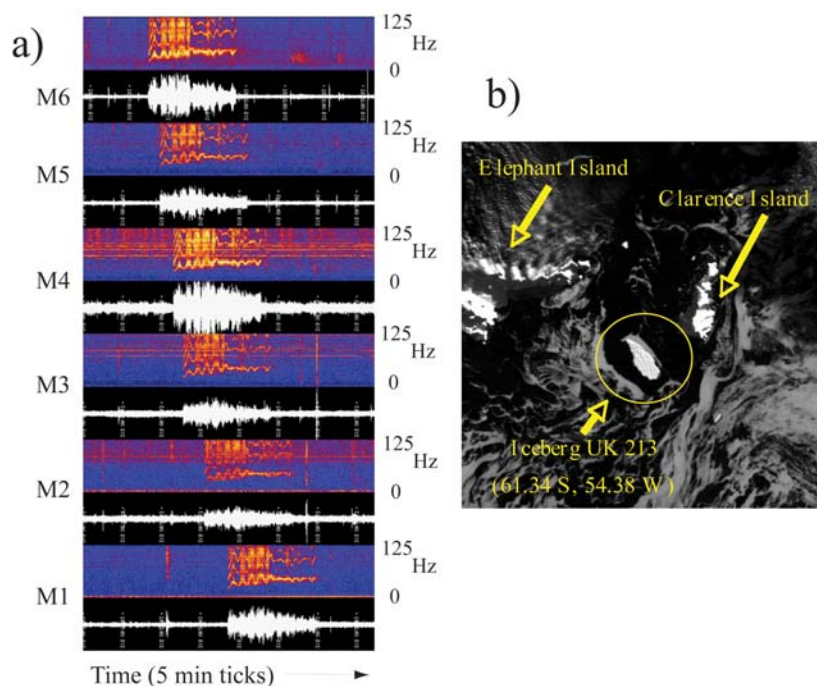 a)
125
Hz
0
M6
125
Hz
M5
0
125
Hz
M4
0
125
Hz
M3
0
125
Hz
M2
0
125
Hz
M1
0
Time (5 min ticks)
b)
Elephant Island
Clarence Island
Iceberg UK 213
(61.34 S, 54.38 W)